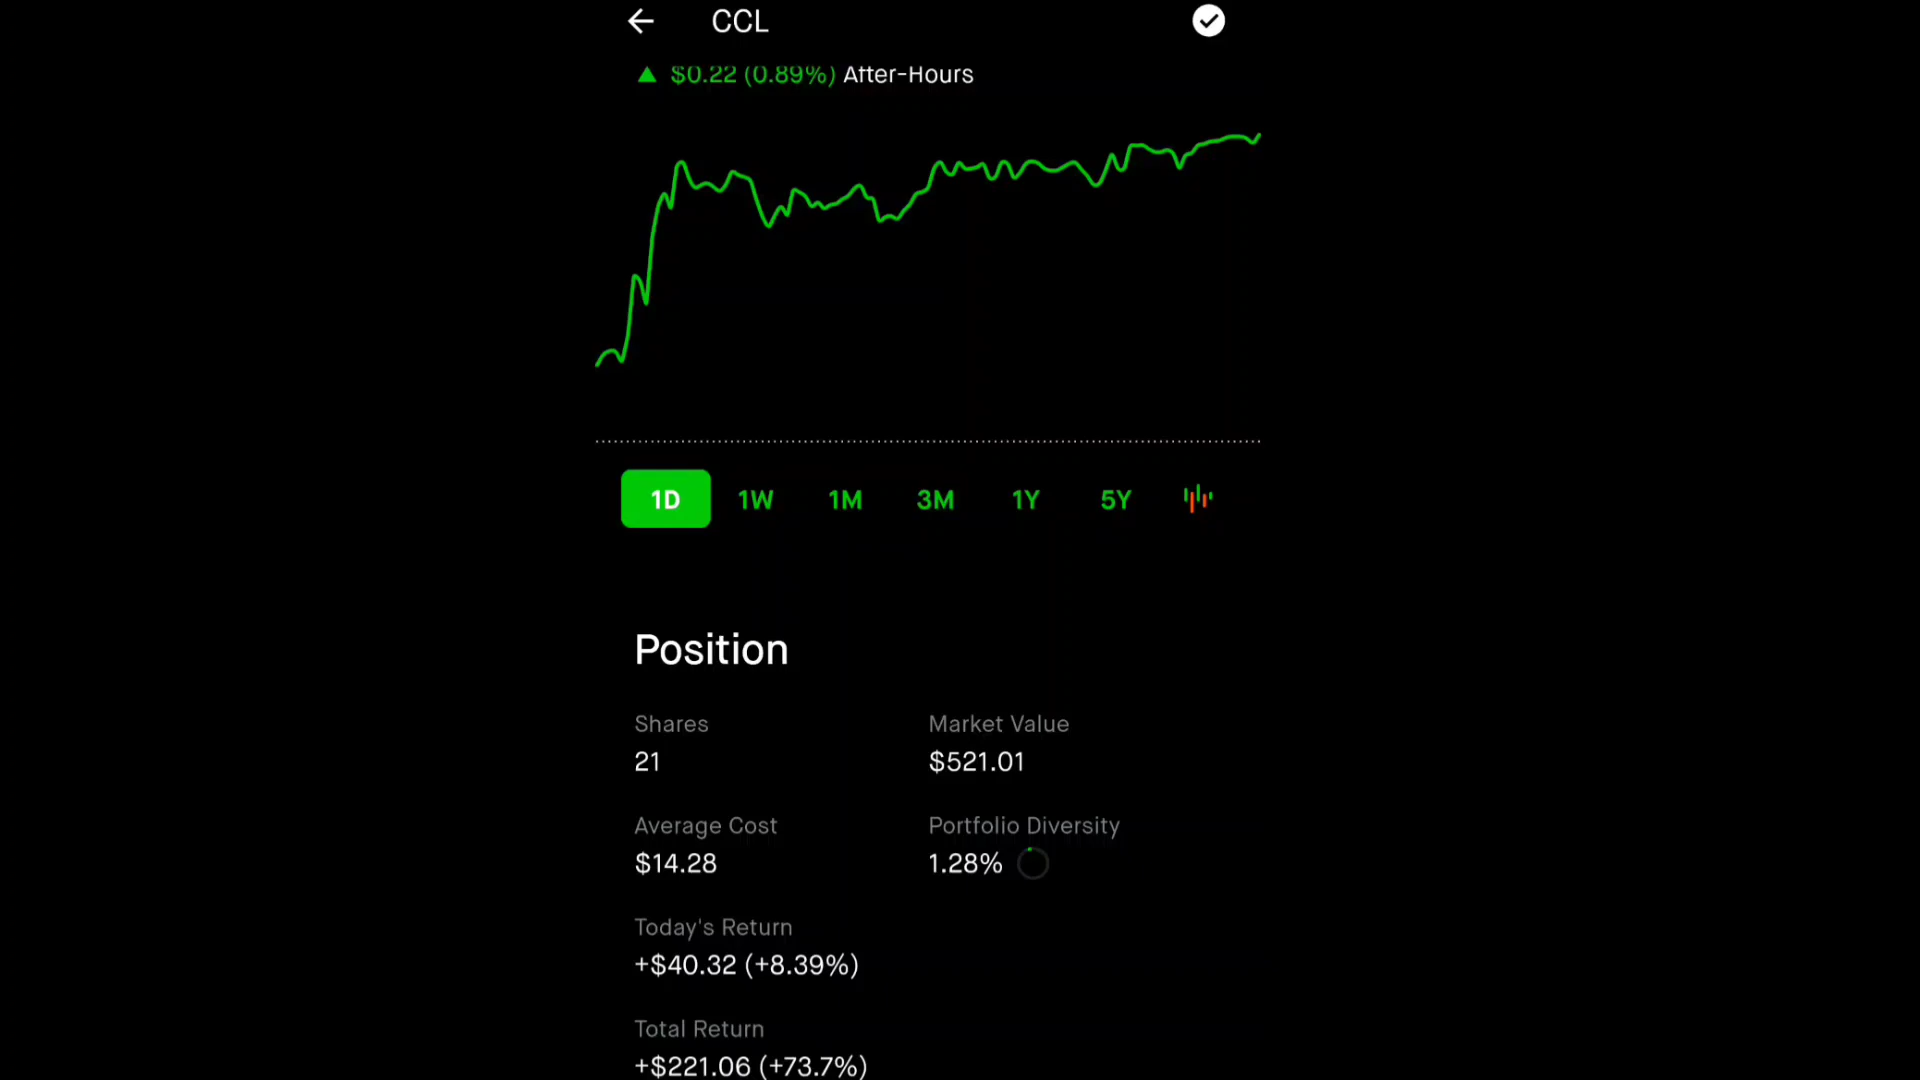 CCL
$0.22 (0.89%) After-Hours
1D 1W 1M 3M 1Y 5Y
Position
Shares Market Value
21 $521.01
Average Cost Portfolio Diversity
$14.28 1.28%
Today's Return
+$40.32 (+8.39%)
Total Return
+$221.06 (+73.7%)